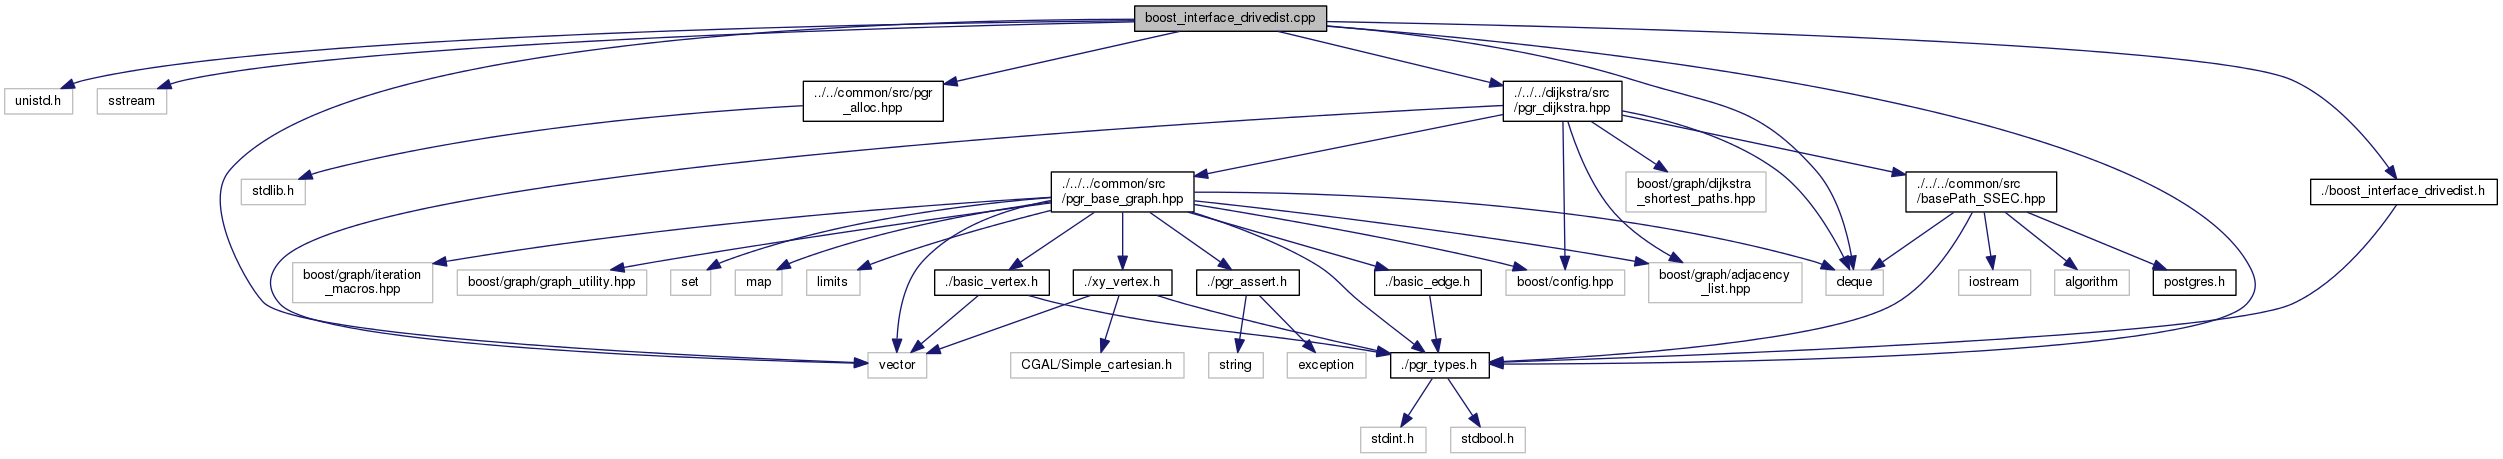 boost_interface_drivedist.cpp
unistd.h
sstream
../../common/src/pgr
_alloc.hpp
./../../dijkstra/src
/pgr_dijkstra.hpp
stdlib.h
./../../common/src
/pgr_base_graph.hpp
boost/graph/dijkstra
_shortest_paths.hpp
./../../common/src
/basePath_SSEC.hpp
./boost_interface_drivedist.h
boost/graph/iteration
_macros.hpp
boost/graph/graph_utility.hpp
set
map
limits
./basic_vertex.h
./xy_vertex.h
./pgr_assert.h
./basic_edge.h
boost/config.hpp
boost/graph/adjacency
_list.hpp
deque
iostream
algorithm
postgres.h
vector
CGAL/Simple_cartesian.h
string
exception
./pgr_types.h
stdint.h
stdbool.h